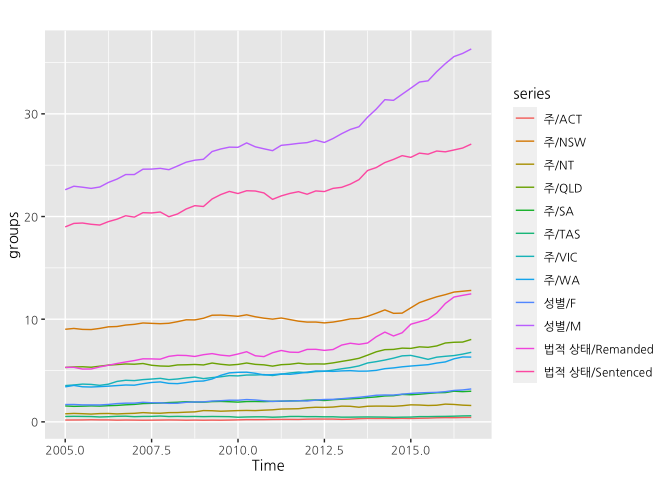 groups
30
20
10
0
2005.0 2007.5 2010.0 2012.5 2015.0
Time
series
주/ACT
주/NSW
주/NT
주/QLD
주/SA
주/TAS
주/VIC
주/WA
성별/F
성별/M
법적 상태/Remanded
법적 상태/Sentenced